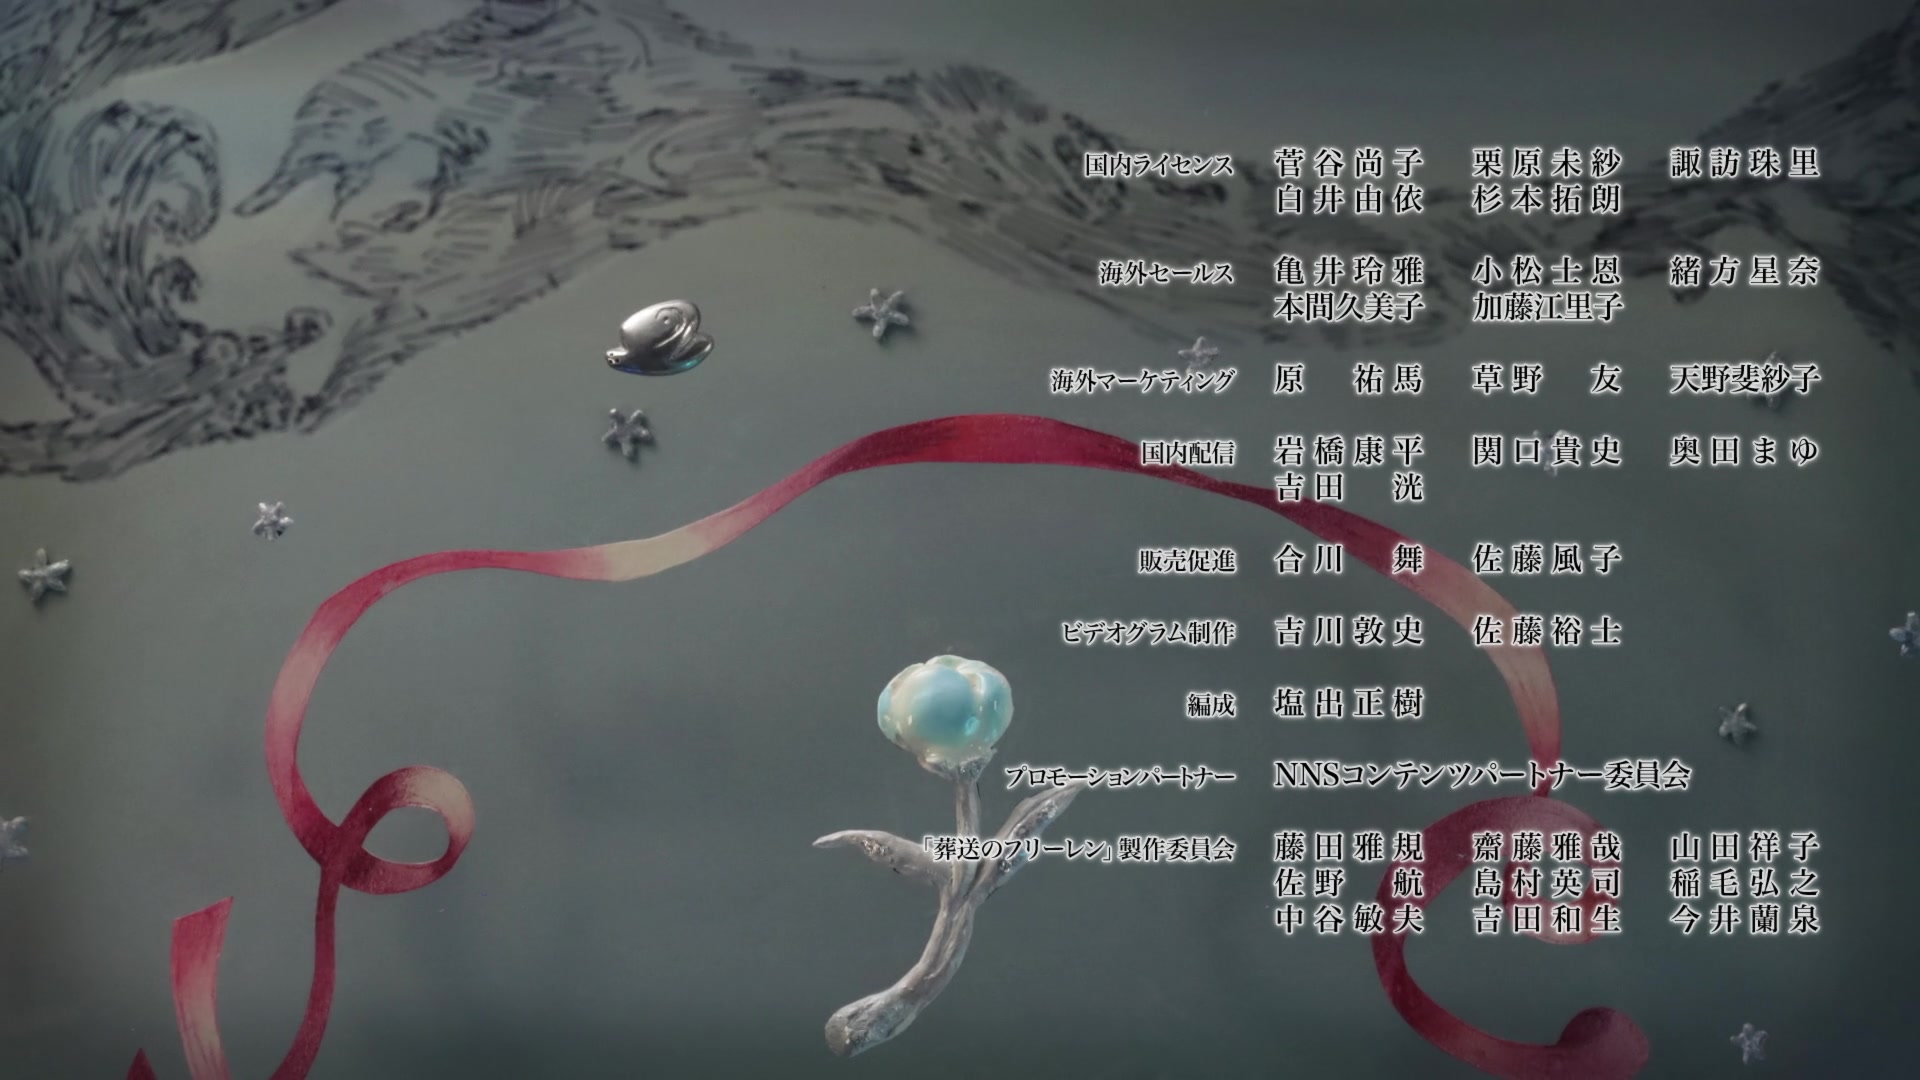 国内ライセンス 菅谷尚子 栗原未紗 諏訪珠里
白井由依 杉本拓朗
海外セールス 亀井玲雅 小松士恩 緒方星奈
本間久美子 加藤江里子
海外マーケティング 原 祐馬 草野 友 天野斐紗子
国内配信 岩橋康平 関口貴史 奥田まゆ
吉田 洸
販売促進 合川 舞 佐藤風子
ビデオグラム制作 吉川敦史 佐藤裕士
編成 塩出正樹
プロモーションパートナー NNSコンテンツパートナー委員会
「葬送のフリーレン」製作委員会 藤田雅規 齋藤雅哉 山田祥子
佐野 航 島村英司 稲毛弘之
中谷敏夫 吉田和生 今井蘭泉